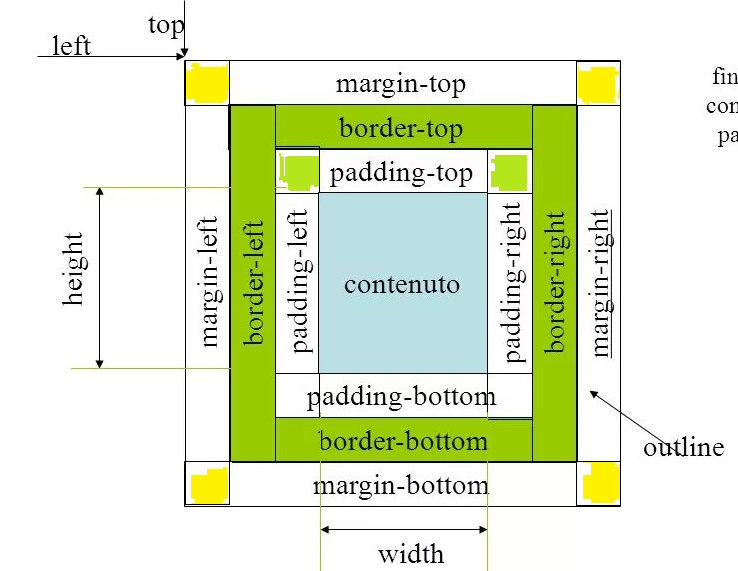 top
left
margin-top
fin
con
border-top
pa
padding-top
height
margin-left
border-left
padding-left
contenuto
padding-right
border-right
margin-right
padding-bottom
border-bottom
outline
margin-bottom
width